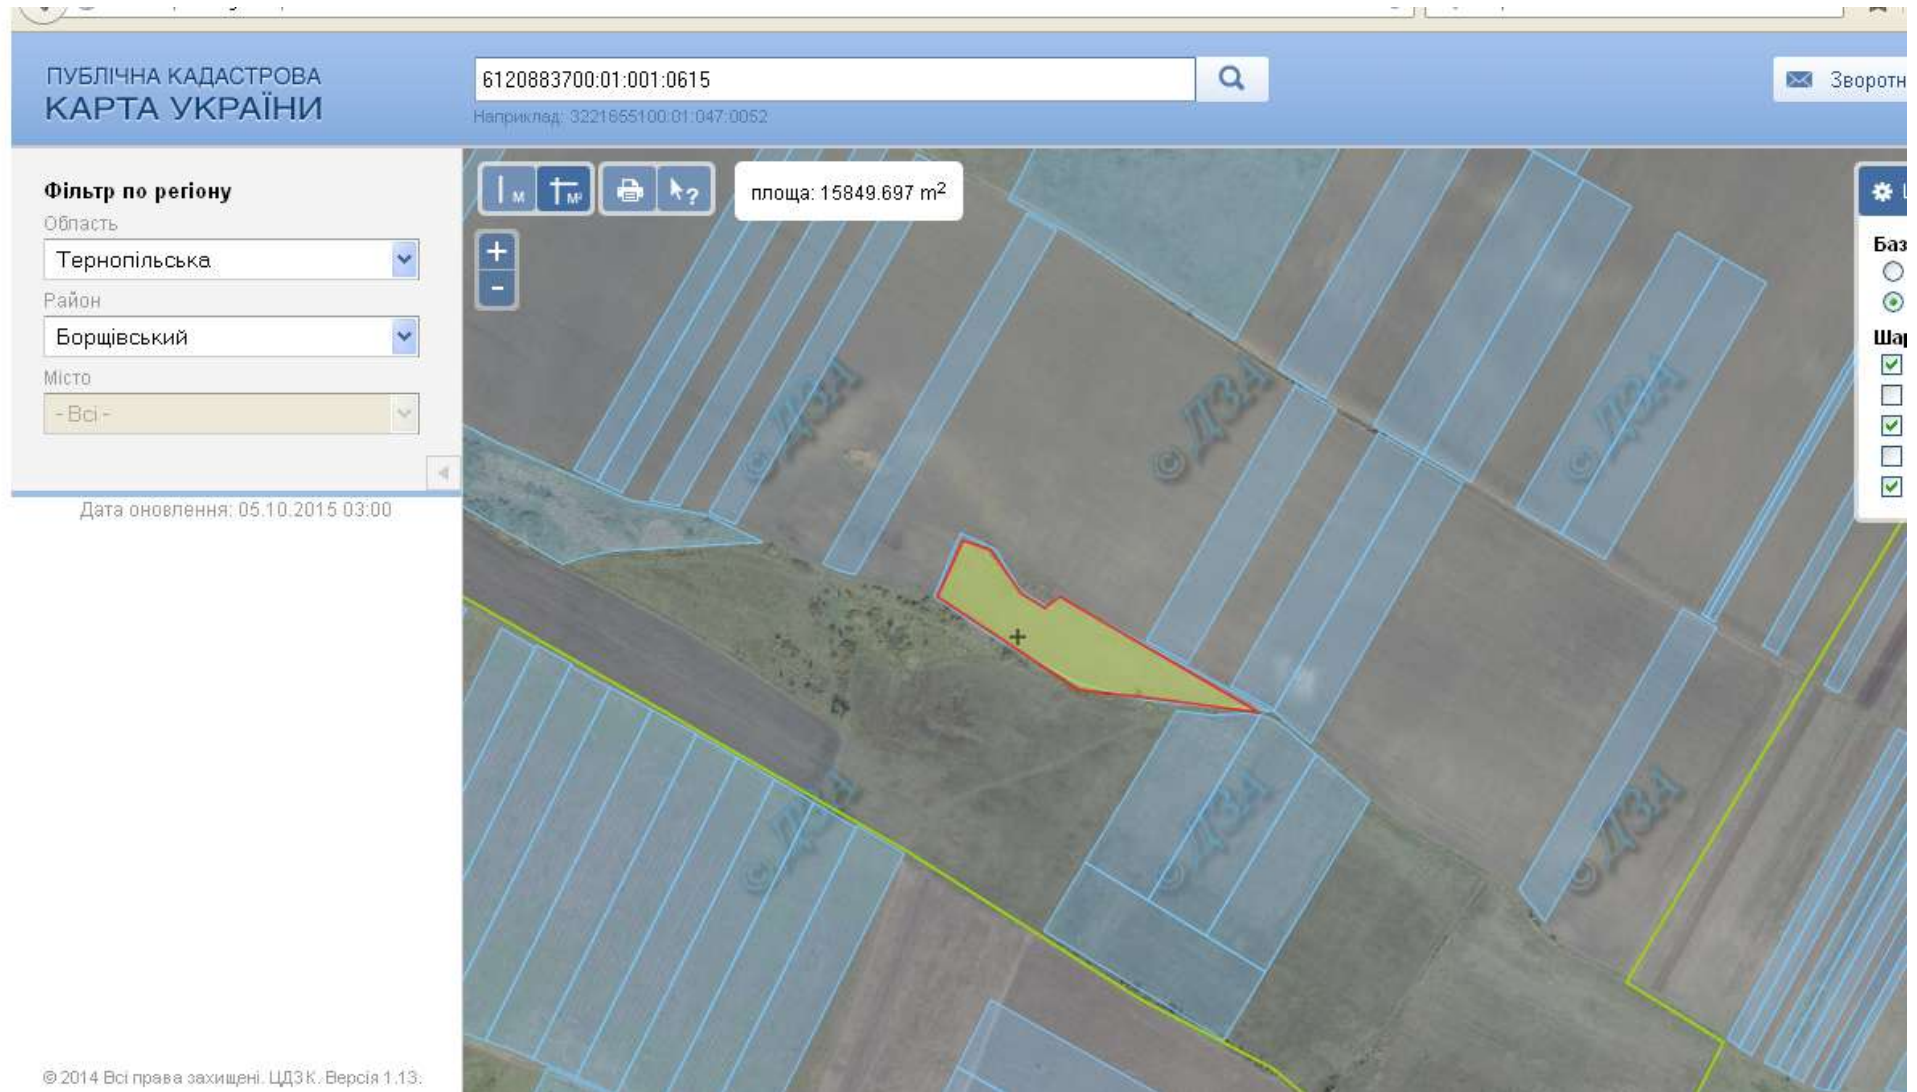 ПУБЛІЧНА КАДАСТРОВА
КАРТА УКРАЇНИ
6120883700:01:001:0615
Наприклад: 3221655100:01:047:0052
Зворотн
Фільтр по регіону
Область
Тернопільська
Район
Борщівський
Місто
- Всі -
Дата оновлення: 05.10.2015 03:00
м
м²
?
площа: 15849.697 m²
+
-
Баз
Шар
© ДЗА
© ДЗА
© ДЗА
© ДЗА
© ДЗА
© ДЗА
© 2014 Всі права захищені. ЦДЗК. Версія 1.13: